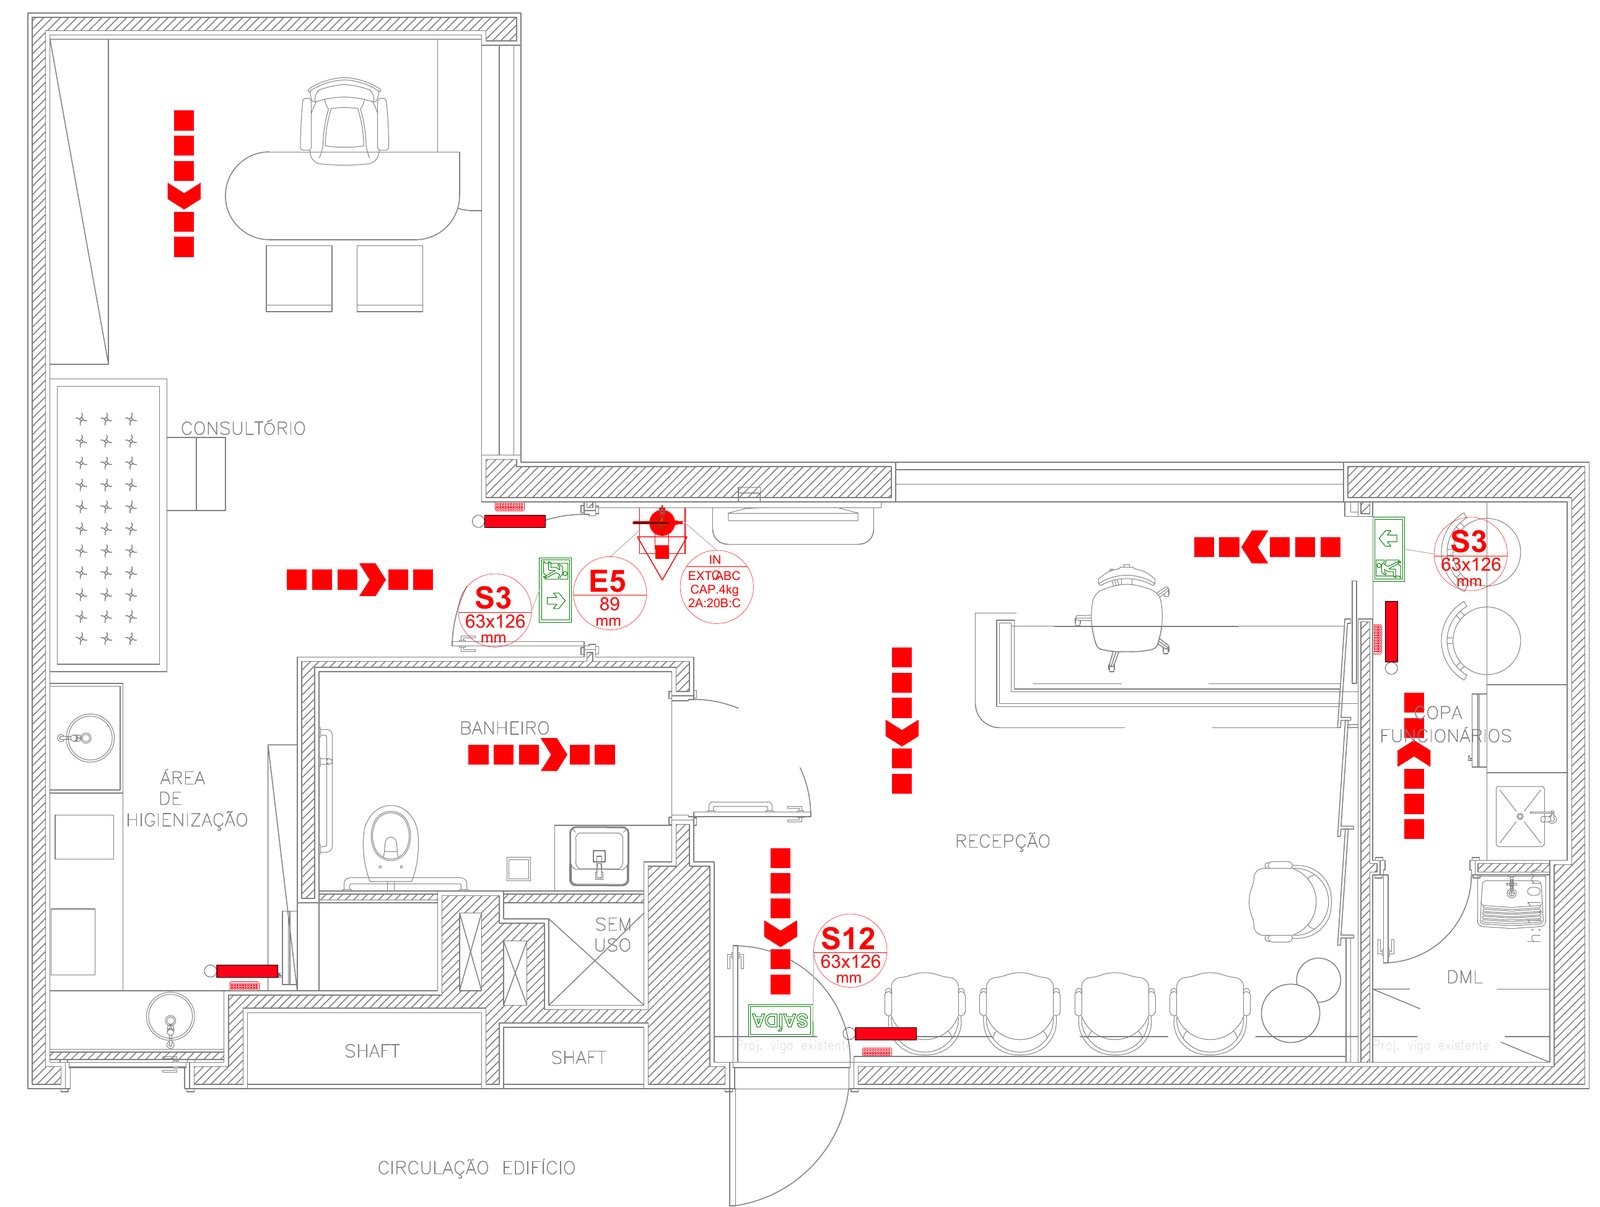 CONSULTÓRIO
S3
63x126
mm
E5
89
mm
IN
CAP.4kg
2A:20B:C
S3
63x126
mm
COPA
FUNCIONÁRIOS
BANHEIRO
ÁREA
DE
HIGIENIZAÇÃO
RECEPÇÃO
SEM
USO
S12
63x126
mm
DML
SAÍDA
Proj. viga existente
Proj. viga existente
SHAFT
SHAFT
CIRCULAÇÃO EDIFÍCIO